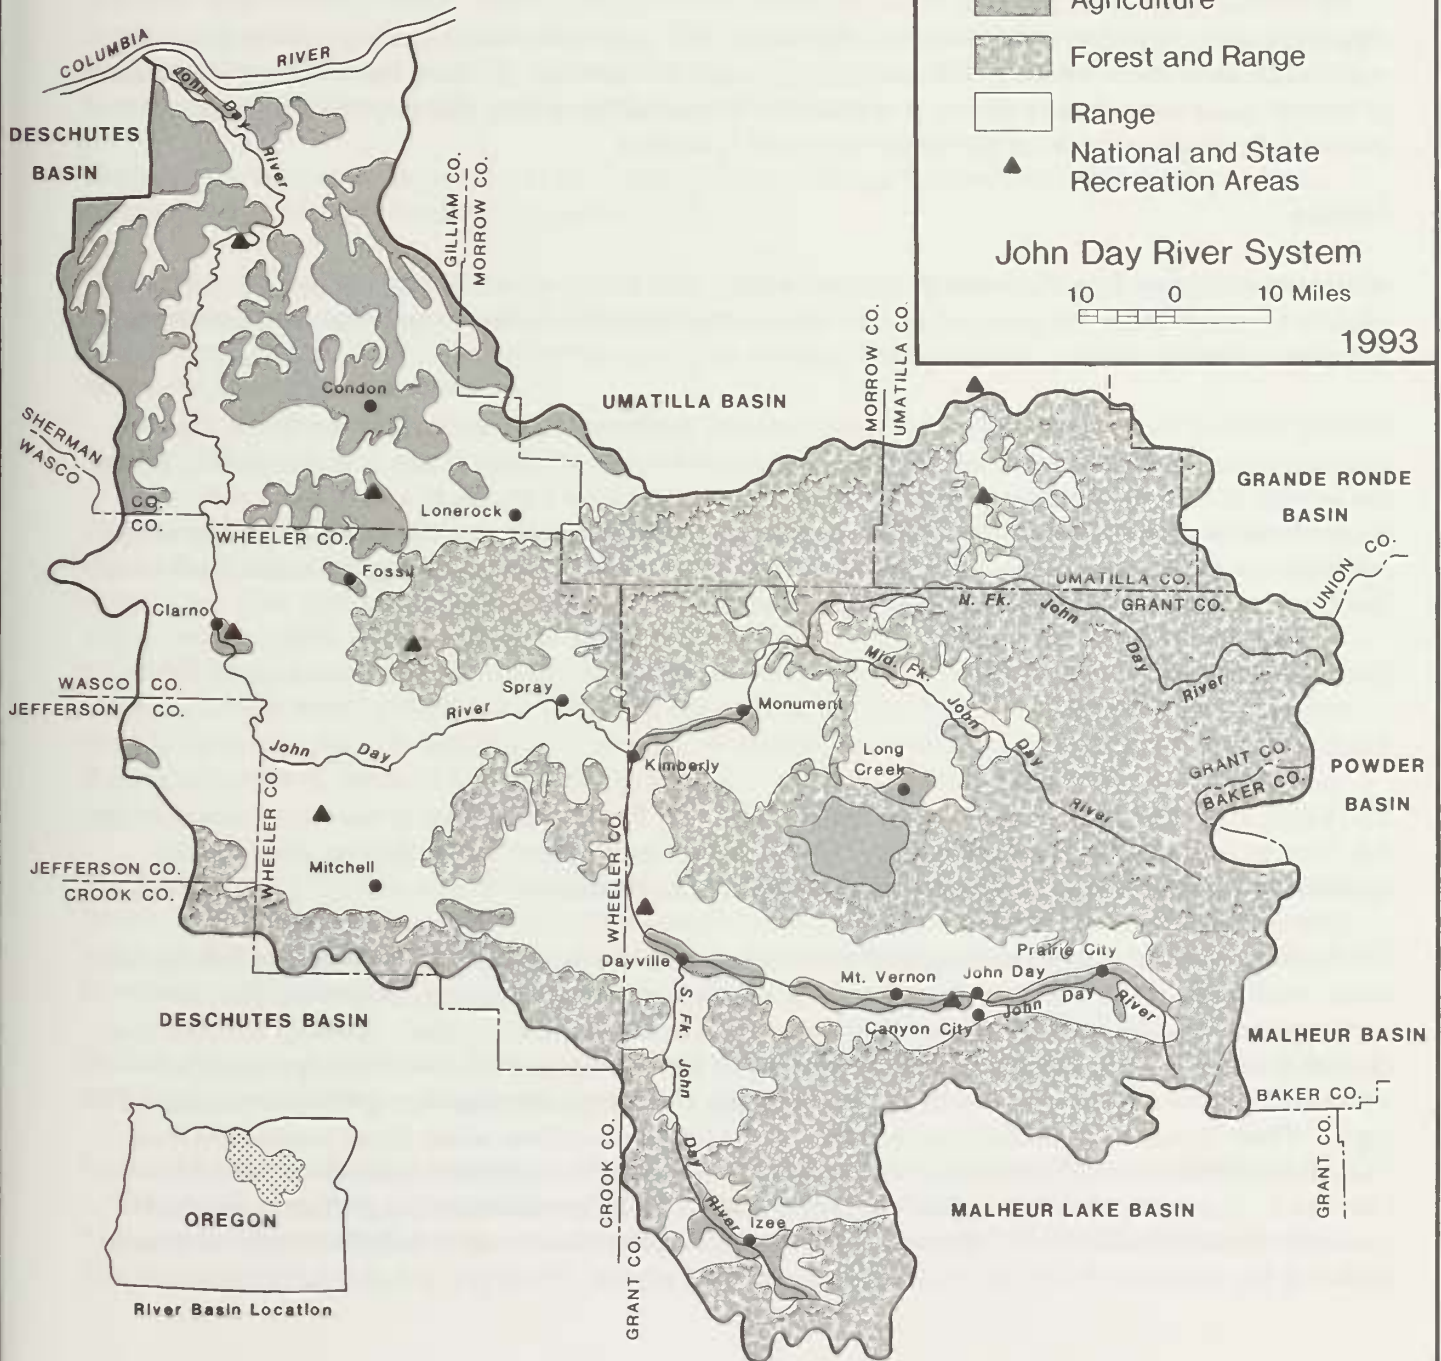 Agriculture
Forest and Range
Range
National and State
Recreation Areas
John Day River System
10 0 10 Miles
1993
COLUMBIA RIVER
John Day River
DESCHUTES
BASIN
GILLIAM CO.
MORROW CO.
MORROW CO.
UMATILLA CO.
Condon
UMATILLA BASIN
SHERMAN CO.
WASCO CO.
Lonerock
WHEELER CO.
GRANDE RONDE
BASIN
Fossil
UNION CO.
UMATILLA CO.
GRANT CO.
N. Fk. John Day River
Clarno
Mid. Fk. John Day River
WASCO CO.
JEFFERSON CO.
Spray
Monument
John Day River
Long
Creek
Kimberly
GRANT CO.
BAKER CO.
POWDER
BASIN
WHEELER CO.
WHEELER CO.
JEFFERSON CO.
CROOK CO.
Mitchell
Dayville
Mt. Vernon
John Day
Prairie City
Canyon City
John Day River
S. Fk. John Day River
DESCHUTES BASIN
MALHEUR BASIN
BAKER CO.
GRANT CO.
CROOK CO.
GRANT CO.
Izee
MALHEUR LAKE BASIN
OREGON
River Basin Location